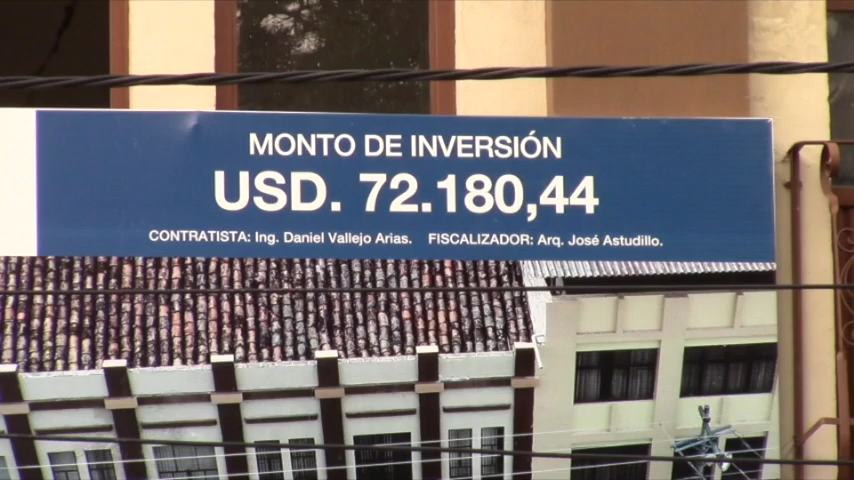 MONTO DE INVERSIÓN
USD. 72.180,44
CONTRATISTA: Ing. Daniel Vallejo Arias. FISCALIZADOR: Arq. José Astudillo.